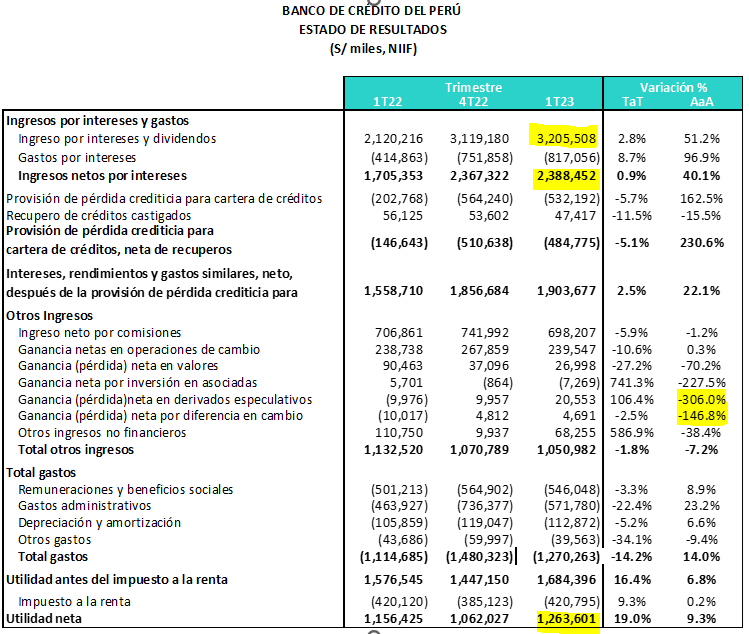 BANCO DE CRÉDITO DEL PERÚ
ESTADO DE RESULTADOS
(S/ miles, NIIF)
Trimestre Variación %
1T22 4T22 1T23 TaT AaA
Ingresos por intereses y gastos
Ingreso por intereses y dividendos 2,120,216 3,119,180 3,205,508 2.8% 51.2%
Gastos por intereses (414,863) (751,858) (817,056) 8.7% 96.9%
Ingresos netos por intereses 1,705,353 2,367,322 2,388,452 0.9% 40.1%
Provisión de pérdida crediticia para cartera de créditos (202,768) (564,240) (532,192) -5.7% 162.5%
Recupero de créditos castigados 56,125 53,602 47,417 -11.5% -15.5%
Provisión de pérdida crediticia para
cartera de créditos, neta de recuperos (146,643) (510,638) (484,775) -5.1% 230.6%
Intereses, rendimientos y gastos similares, neto,
después de la provisión de pérdida crediticia para 1,558,710 1,856,684 1,903,677 2.5% 22.1%
Otros Ingresos
Ingreso neto por comisiones 706,861 741,992 698,207 -5.9% -1.2%
Ganancia netas en operaciones de cambio 238,738 267,859 239,547 -10.6% 0.3%
Ganancia (pérdida) neta en valores 90,463 37,096 26,998 -27.2% -70.2%
Ganancia neta por inversión en asociadas 5,701 (864) (7,269) 741.3% -227.5%
Ganancia (pérdida)neta en derivados especulativos (9,976) 9,957 20,553 106.4% -306.0%
Ganancia (pérdida) neta por diferencia en cambio (10,017) 4,812 4,691 -2.5% -146.8%
Otros ingresos no financieros 110,750 9,937 68,255 586.9% -38.4%
Total otros ingresos 1,132,520 1,070,789 1,050,982 -1.8% -7.2%
Total gastos
Remuneraciones y beneficios sociales (501,213) (564,902) (546,048) -3.3% 8.9%
Gastos administrativos (463,927) (736,377) (571,780) -22.4% 23.2%
Depreciación y amortización (105,859) (119,047) (112,872) -5.2% 6.6%
Otros gastos (43,686) (59,997) (39,563) -34.1% -9.4%
Total gastos (1,114,685) (1,480,323) (1,270,263) -14.2% 14.0%
Utilidad antes del impuesto a la renta 1,576,545 1,447,150 1,684,396 16.4% 6.8%
Impuesto a la renta (420,120) (385,123) (420,795) 9.3% 0.2%
Utilidad neta 1,156,425 1,062,027 1,263,601 19.0% 9.3%